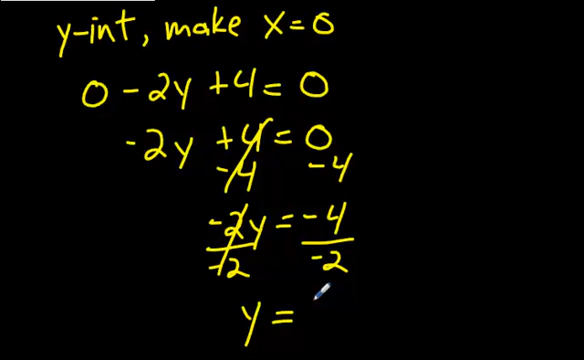 y-int, make x=0
0 - 2y + 4 = 0
-2y + 4 = 0
-4 -4
-2y = -4
-2 -2
y =